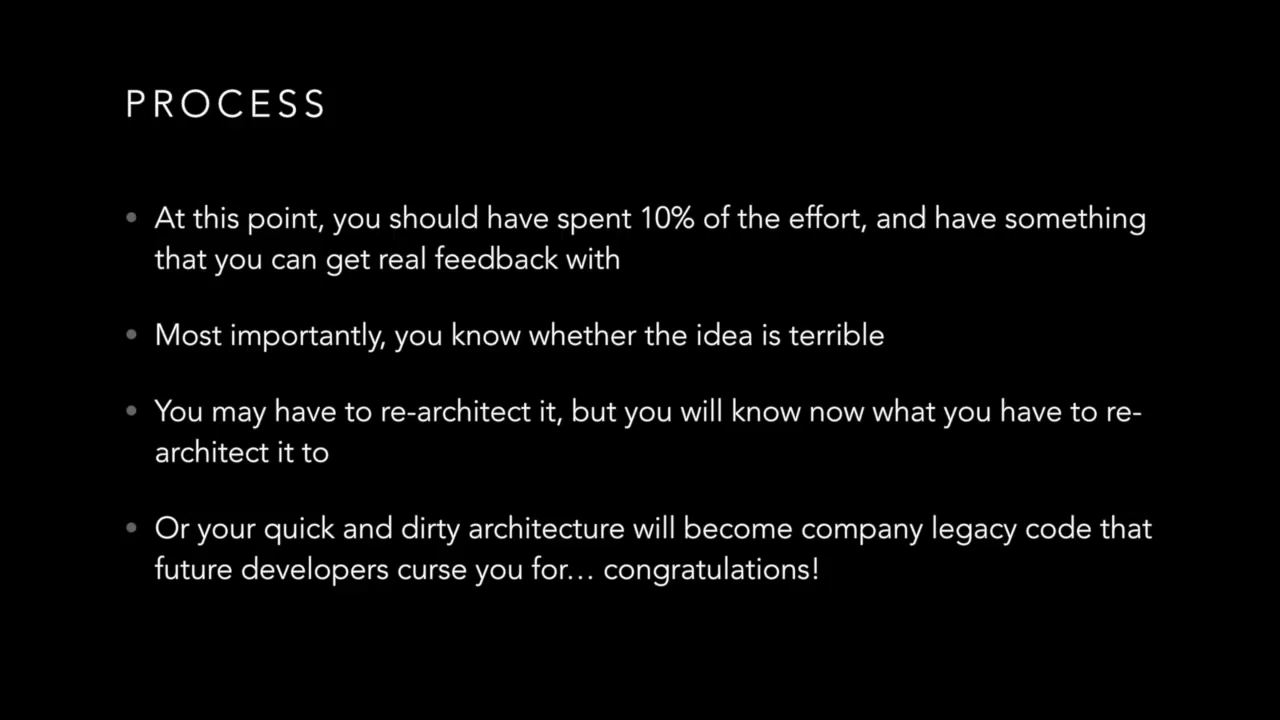 PROCESS
• At this point, you should have spent 10% of the effort, and have something
that you can get real feedback with
• Most importantly, you know whether the idea is terrible
• You may have to re-architect it, but you will know now what you have to re-
architect it to
• Or your quick and dirty architecture will become company legacy code that
future developers curse you for… congratulations!